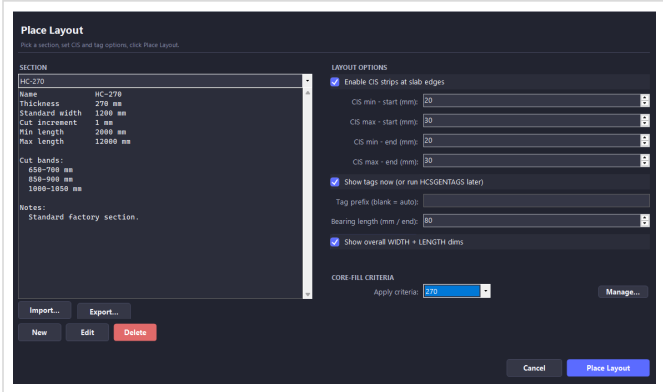 Place Layout
Pick a section, set CIS and tag options, click Place Layout.
SECTION
HC-270
Name HC-270
Thickness 270 mm
Standard width 1200 mm
Cut increment 1 mm
Min length 2000 mm
Max length 12000 mm
Cut bands:
650-700 mm
850-900 mm
1000-1050 mm
Notes:
Standard factory section.
Import...
Export...
New
Edit
Delete
LAYOUT OPTIONS
Enable CIS strips at slab edges
CIS min - start (mm): 20
CIS max - start (mm): 30
CIS min - end (mm): 20
CIS max - end (mm): 30
Show tags now (or run HCSGENTAGS later)
Tag prefix (blank = auto):
Bearing length (mm / end): 80
Show overall WIDTH + LENGTH dims
CORE-FILL CRITERIA
Apply criteria: 270
Manage...
Cancel
Place Layout